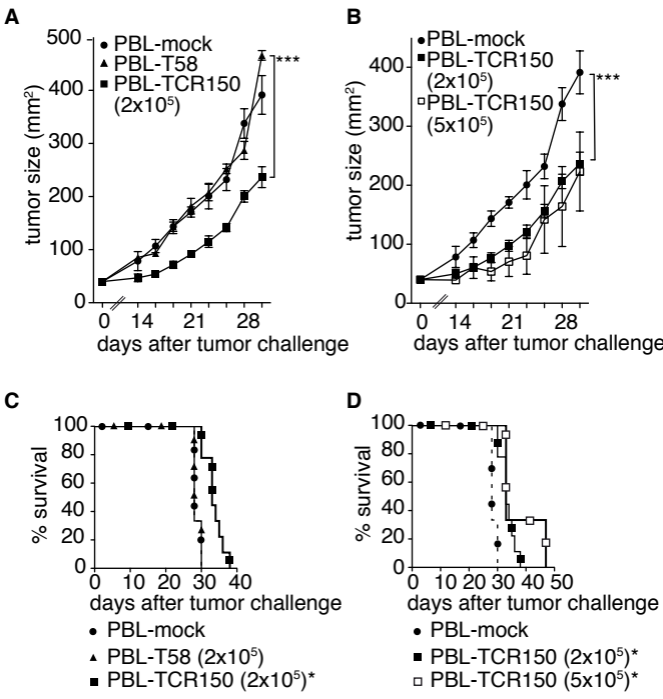 A
PBL-mock
PBL-T58
PBL-TCR150
(2x10⁵)
***
500
400
300
200
100
0
tumor size (mm²)
0 14 21 28
days after tumor challenge
B
PBL-mock
PBL-TCR150
(2x10⁵)
PBL-TCR150
(5x10⁵)
***
400
300
200
100
0
tumor size (mm²)
0 14 21 28
days after tumor challenge
C
100
80
60
40
20
0
% survival
0 10 20 30 40
days after tumor challenge
PBL-mock
PBL-T58 (2x10⁵)
PBL-TCR150 (2x10⁵)*
D
100
80
60
40
20
0
% survival
0 10 20 30 40 50
days after tumor challenge
PBL-mock
PBL-TCR150 (2x10⁵)*
PBL-TCR150 (5x10⁵)*